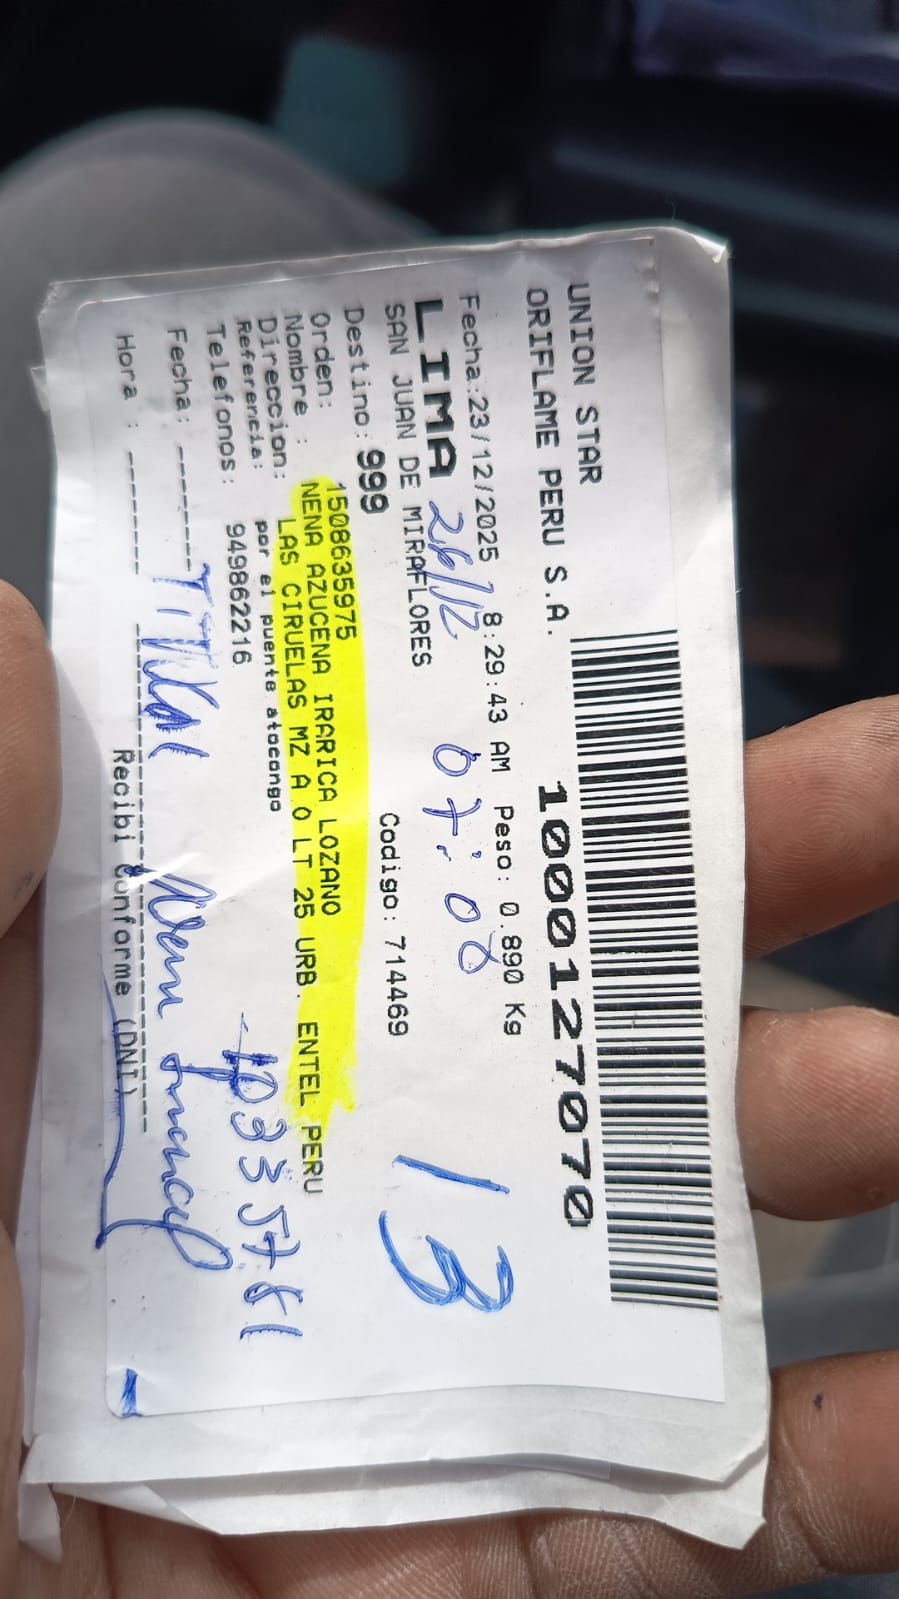 UNION STAR
ORIFLAME PERU S.A. 1000127070
Fecha:23/12/2025 8:29:43 AM Peso: 0.890 Kg
LIMA 26/12 07:08
SAN JUAN DE MIRAFLORES Codigo: 714469
13
Destino: 999
Orden: 1508635975
Nombre : NENA AZUCENA IRARICA LOZANO
Direccion: LAS CIRUELAS MZ A O LT 25 URB. ENTEL PERU
Referencia: por el puente atocongo
Telefonos: 949862216
Fecha: -------
Titular
Hora : -------
Recibi Conforme (DNI)